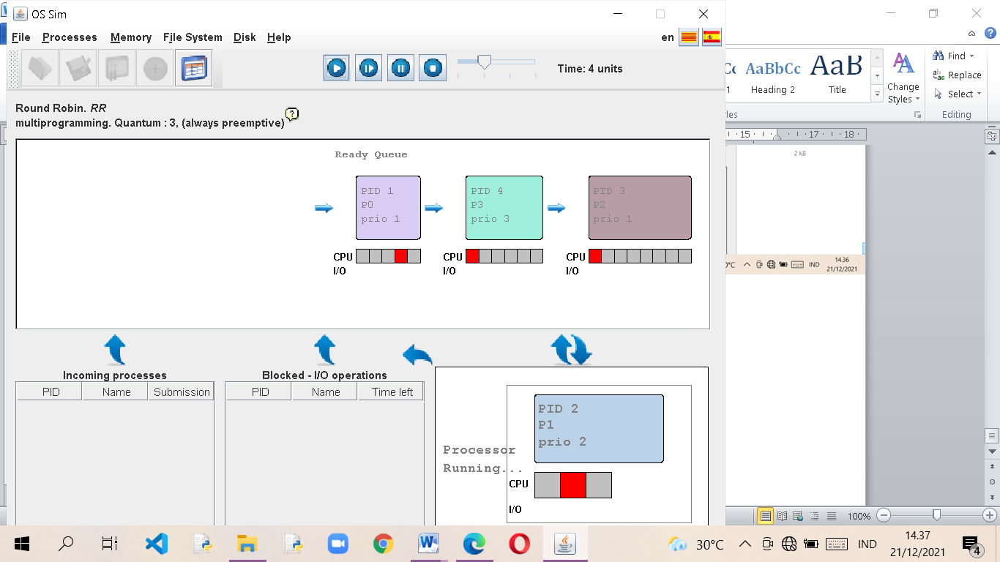 OS Sim
File Processes Memory File System Disk Help
en
Time: 4 units
Round Robin. RR
multiprogramming. Quantum : 3, (always preemptive)
?
Ready Queue
PID 1
P0
prio 1
CPU
I/O
PID 4
P3
prio 3
CPU
I/O
PID 3
P2
prio 1
CPU
I/O
Incoming processes
PID Name Submission
Blocked - I/O operations
PID Name Time left
Processor
Running...
PID 2
P1
prio 2
CPU
I/O
AaBbCc AaB
1 Heading 2 Title
Change
Styles
Find
Replace
Select
Editing
15 17 18
2 KB
IND
14.36
21/12/2021
100%
30°C
IND
14.37
21/12/2021
4